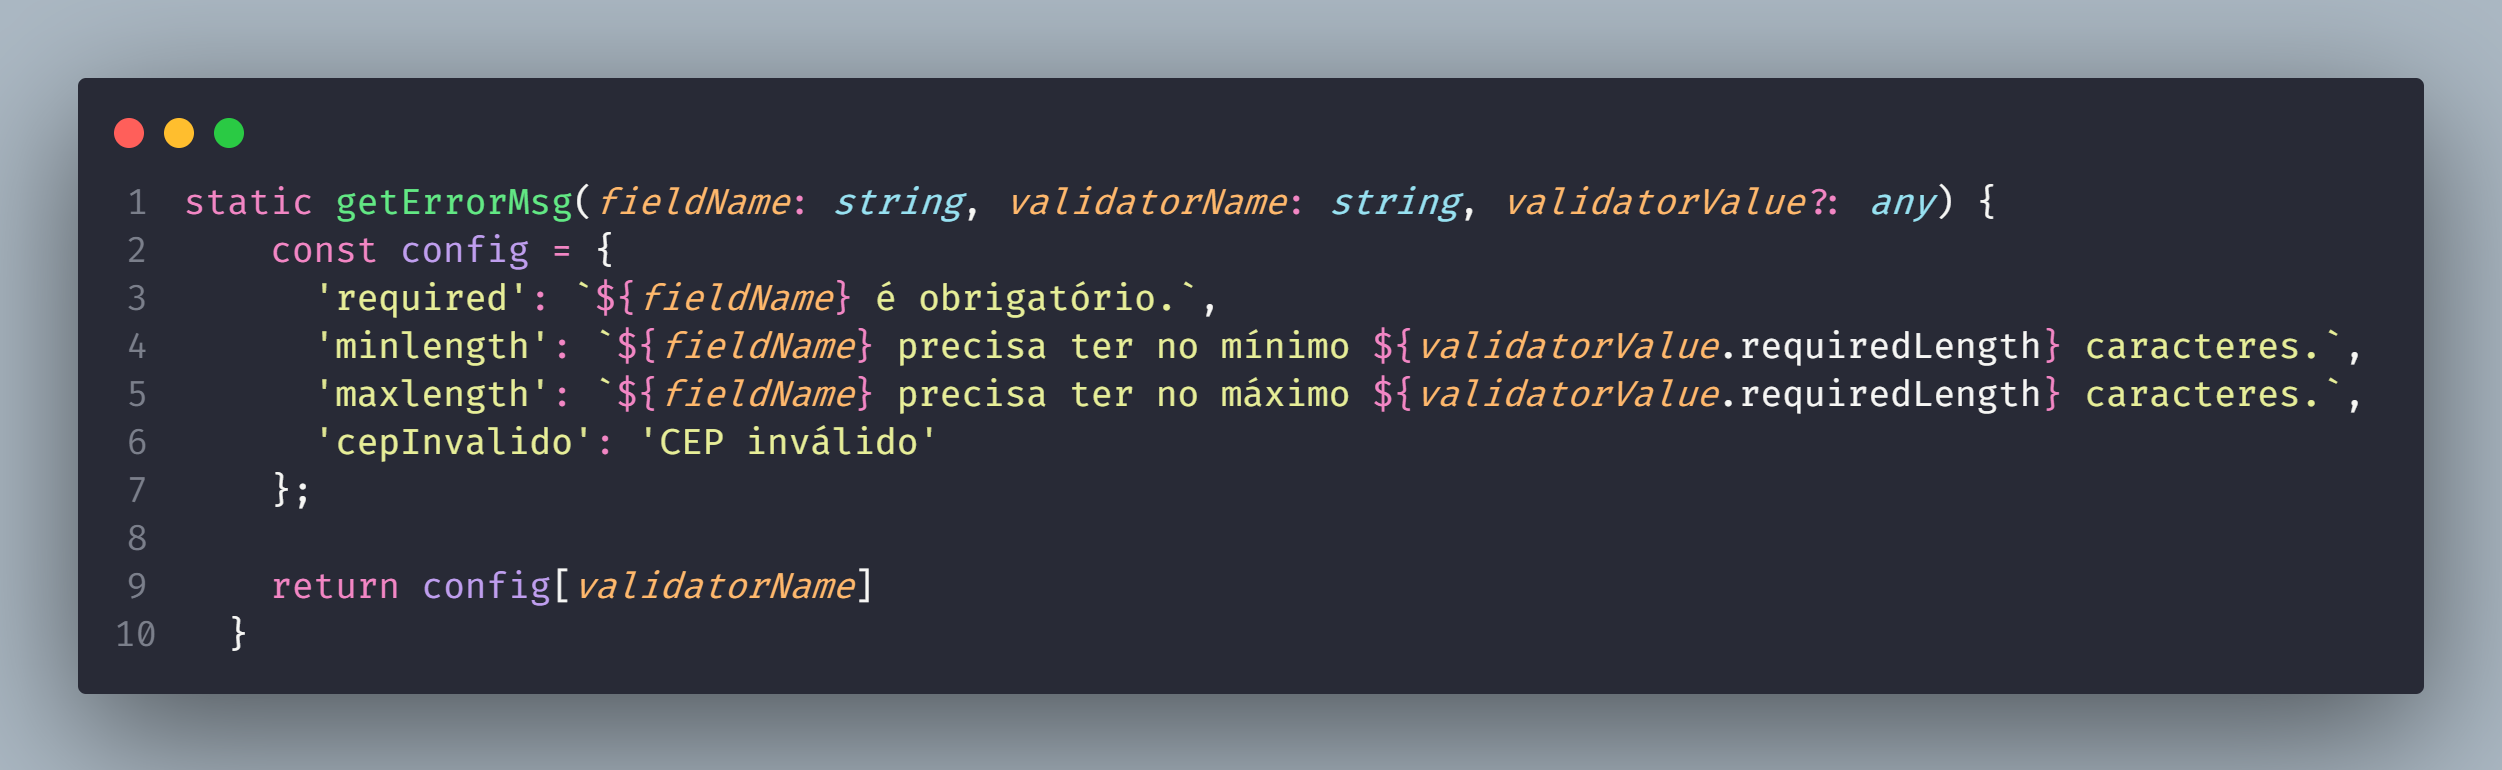 1 static getErrorMsg(fieldName: string, validatorName: string, validatorValue?: any) {
2     const config = {
3       'required': `${fieldName} é obrigatório.`,
4       'minlength': `${fieldName} precisa ter no mínimo ${validatorValue.requiredLength} caracteres.`,
5       'maxlength': `${fieldName} precisa ter no máximo ${validatorValue.requiredLength} caracteres.`,
6       'cepInvalido': 'CEP inválido'
7     };
8
9     return config[validatorName]
10   }